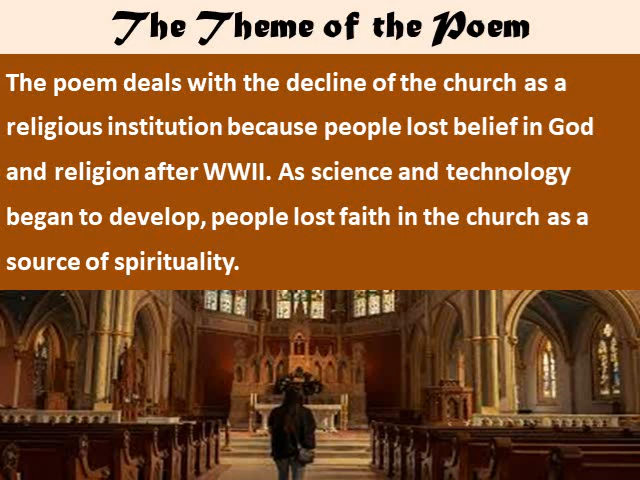 The Theme of the Poem
The poem deals with the decline of the church as a
religious institution because people lost belief in God
and religion after WWII. As science and technology
began to develop, people lost faith in the church as a
source of spirituality.